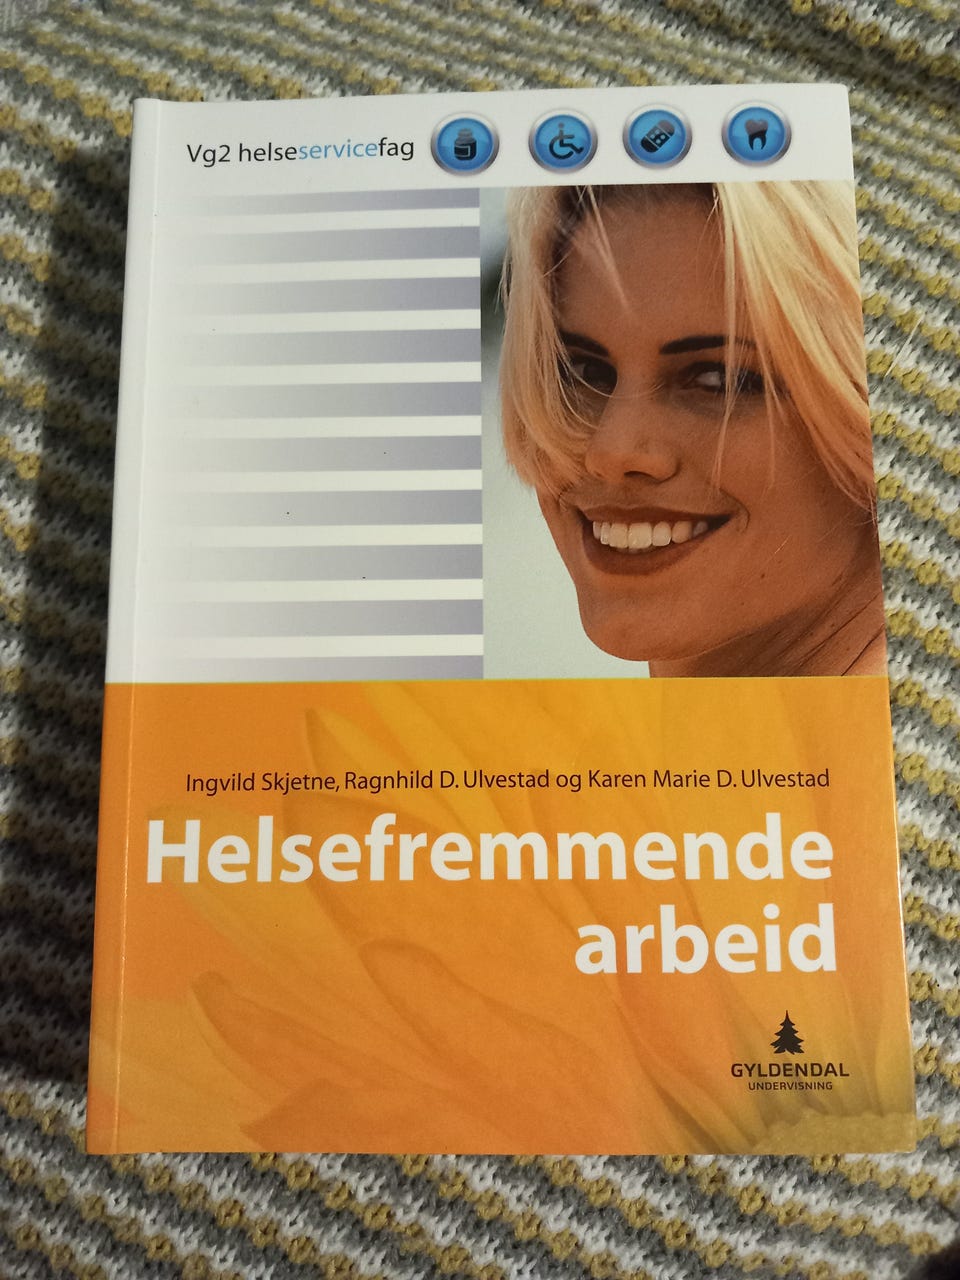 Vg2 helseservicefag
Ingvild Skjetne, Ragnhild D. Ulvestad og Karen Marie D. Ulvestad
Helsefremmende
arbeid
GYLDENDAL
UNDERVISNING